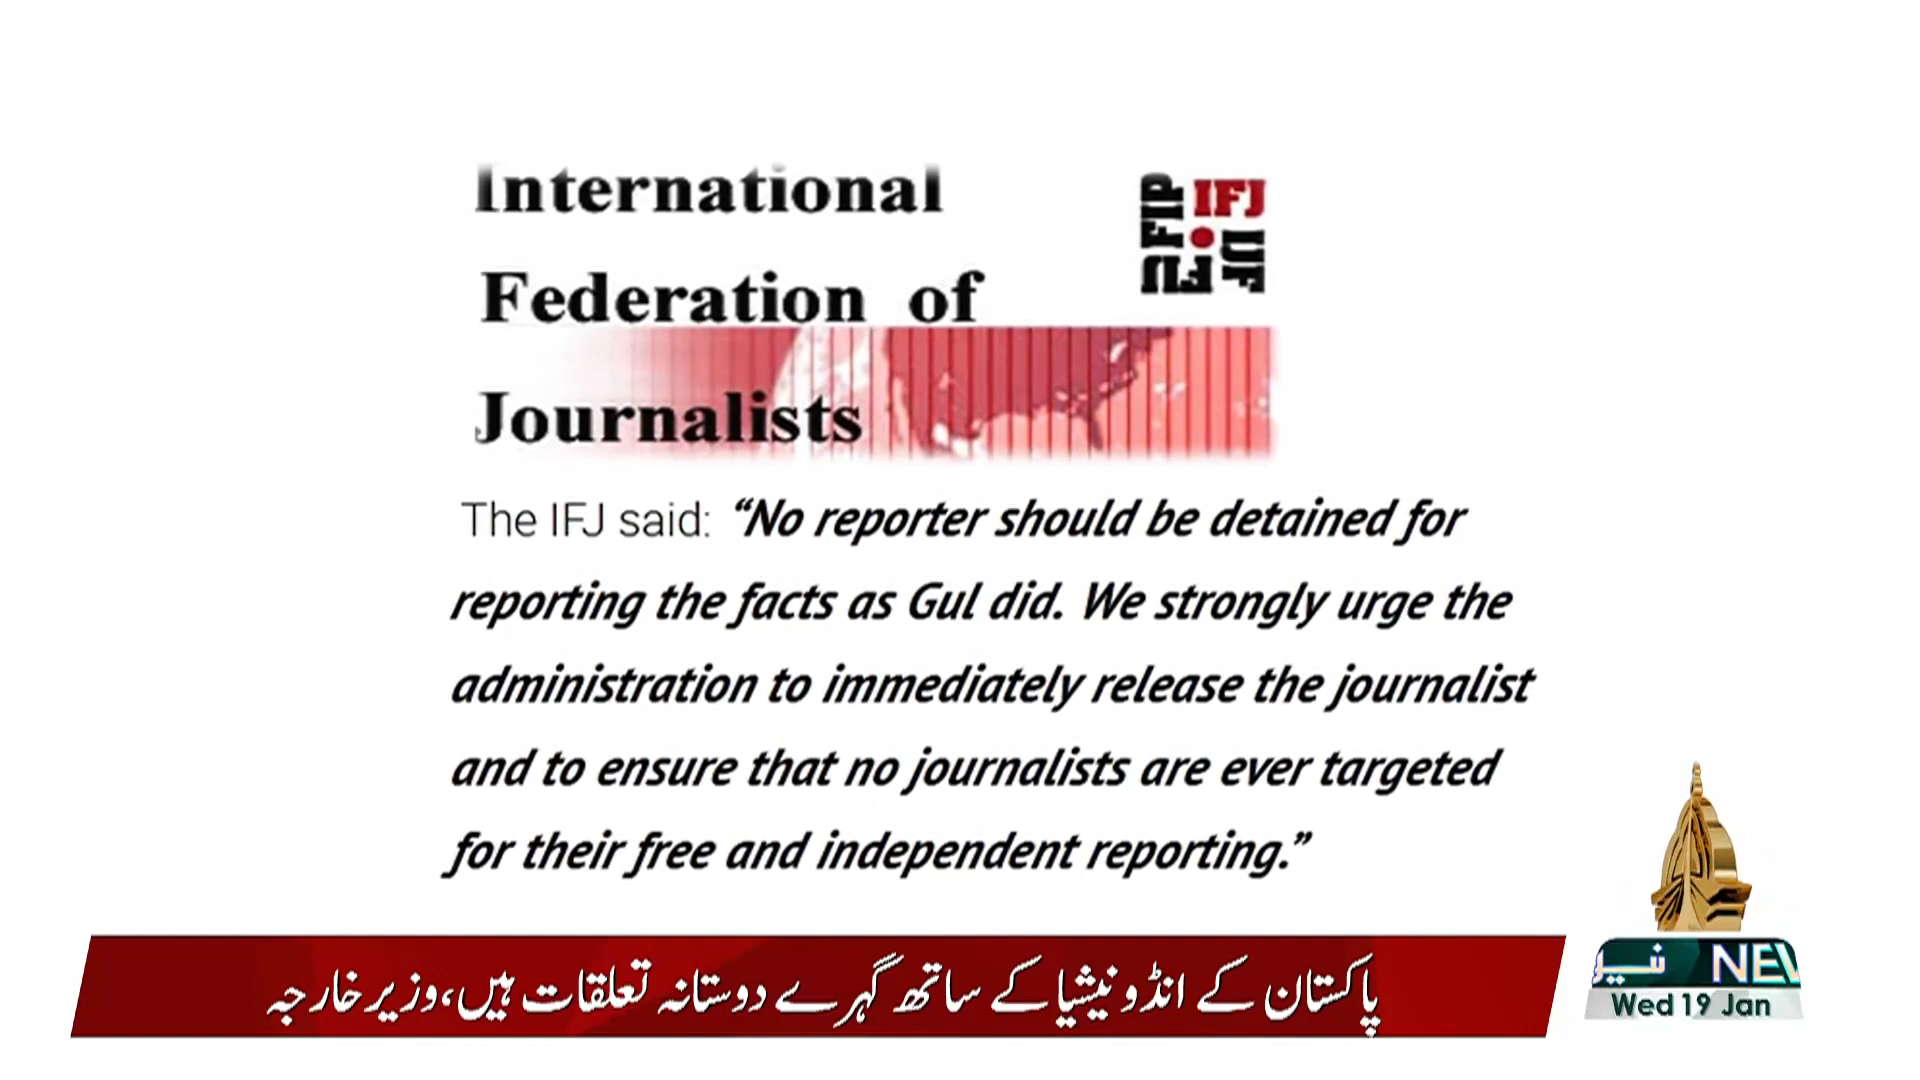 International
Federation of
Journalists
IFJ
FIP
The IFJ said: “No reporter should be detained for
reporting the facts as Gul did. We strongly urge the
administration to immediately release the journalist
and to ensure that no journalists are ever targeted
for their free and independent reporting.”
پاکستان کے انڈونیشیا کے ساتھ گہرے دوستانہ تعلقات ہیں،وزیر خارجہ
نیوز
Wed 19 Jan